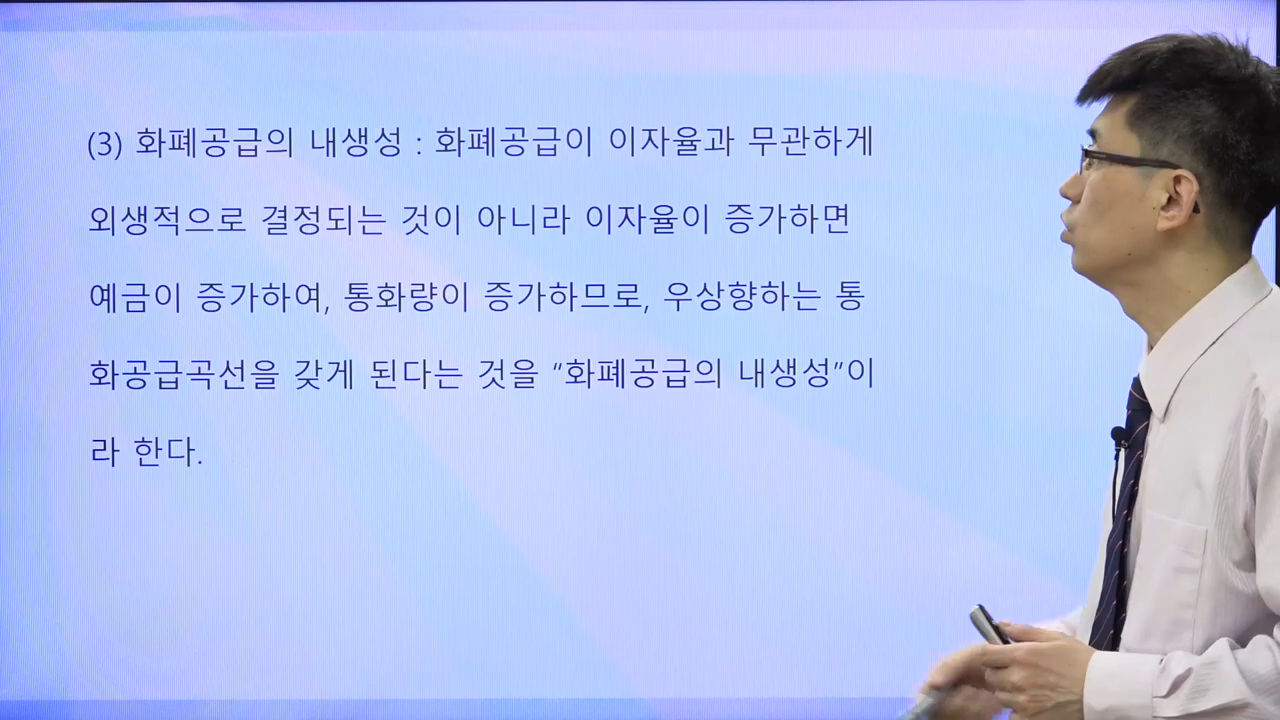 (3) 화폐공급의 내생성 : 화폐공급이 이자율과 무관하게
외생적으로 결정되는 것이 아니라 이자율이 증가하면
예금이 증가하여, 통화량이 증가하므로, 우상향하는 통
화공급곡선을 갖게 된다는 것을 “화폐공급의 내생성”이
라 한다.